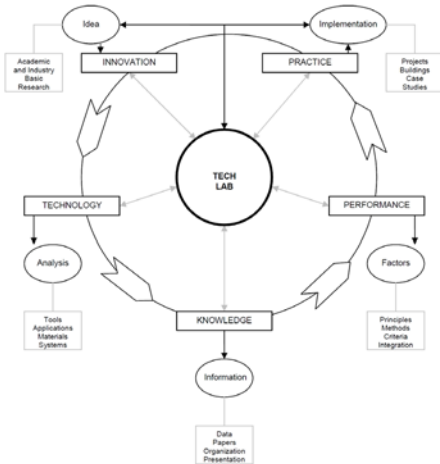 Idea
Implementation
Academic
and Industry
Basic
Research
INNOVATION
PRACTICE
Projects
Buildings
Case
Studies
TECH
LAB
TECHNOLOGY
PERFORMANCE
Analysis
Factors
Tools
Applications
Materials
Systems
Principles
Methods
Criteria
Integration
KNOWLEDGE
Information
Data
Papers
Organization
Presentation